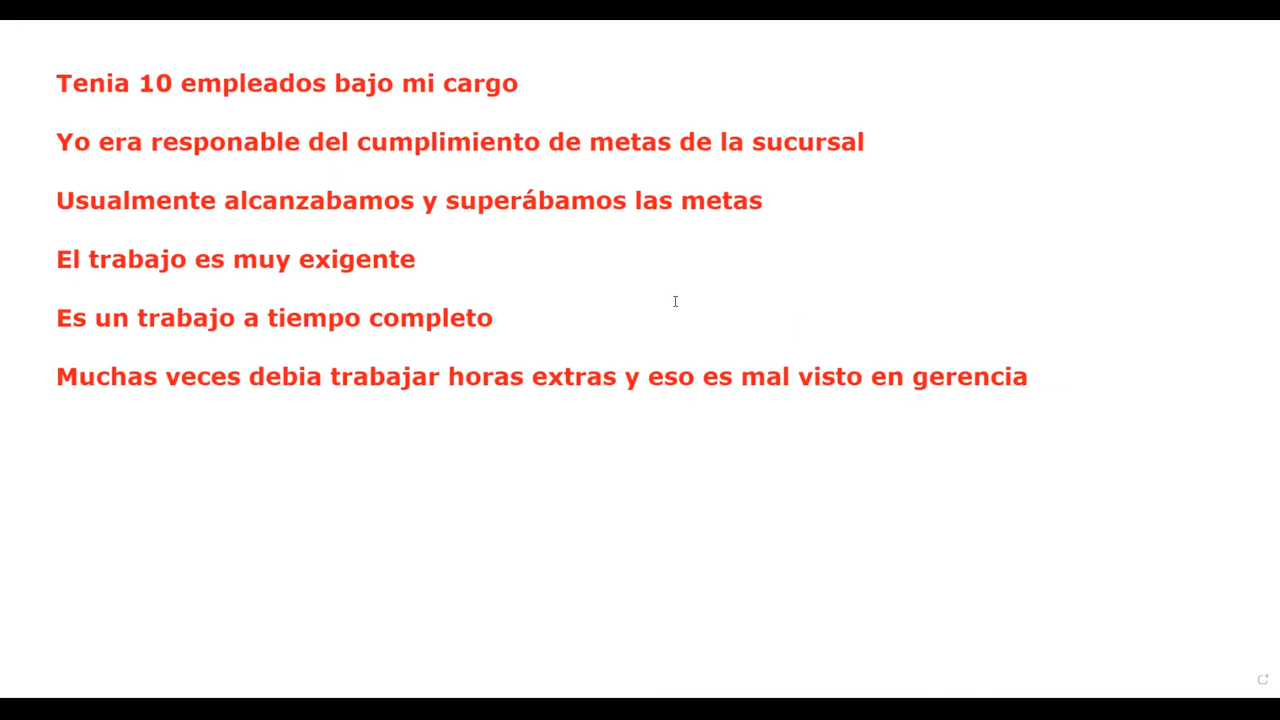 Tenia 10 empleados bajo mi cargo
Yo era responable del cumplimiento de metas de la sucursal
Usualmente alcanzabamos y superábamos las metas
El trabajo es muy exigente
Es un trabajo a tiempo completo
Muchas veces debia trabajar horas extras y eso es mal visto en gerencia